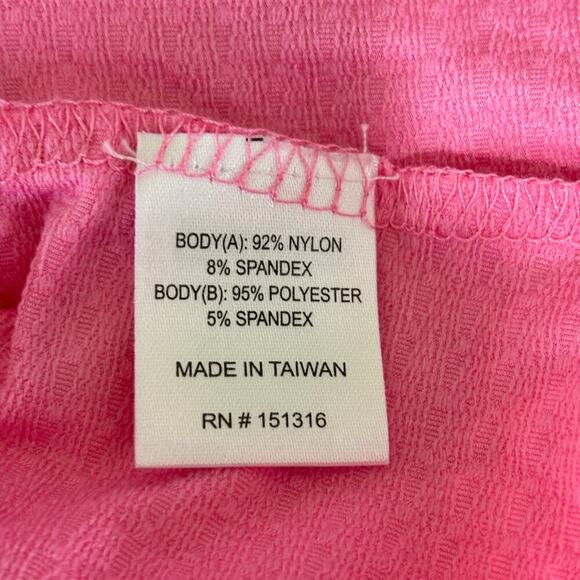 BODY(A): 92% NYLON
8% SPANDEX
BODY(B): 95% POLYESTER
5% SPANDEX
MADE IN TAIWAN
RN # 151316